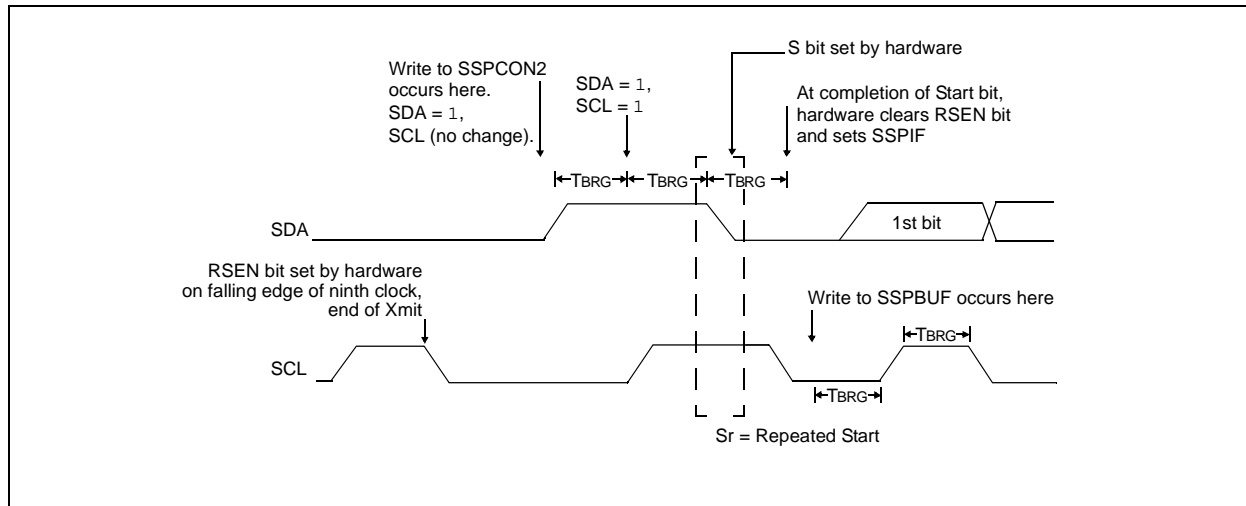 S bit set by hardware
Write to SSPCON2
occurs here.
SDA = 1,
SCL (no change).
SDA = 1,
SCL = 1
At completion of Start bit,
hardware clears RSEN bit
and sets SSPIF
TBRG
TBRG
TBRG
SDA
1st bit
RSEN bit set by hardware
on falling edge of ninth clock,
end of Xmit
Write to SSPBUF occurs here
TBRG
SCL
TBRG
Sr = Repeated Start